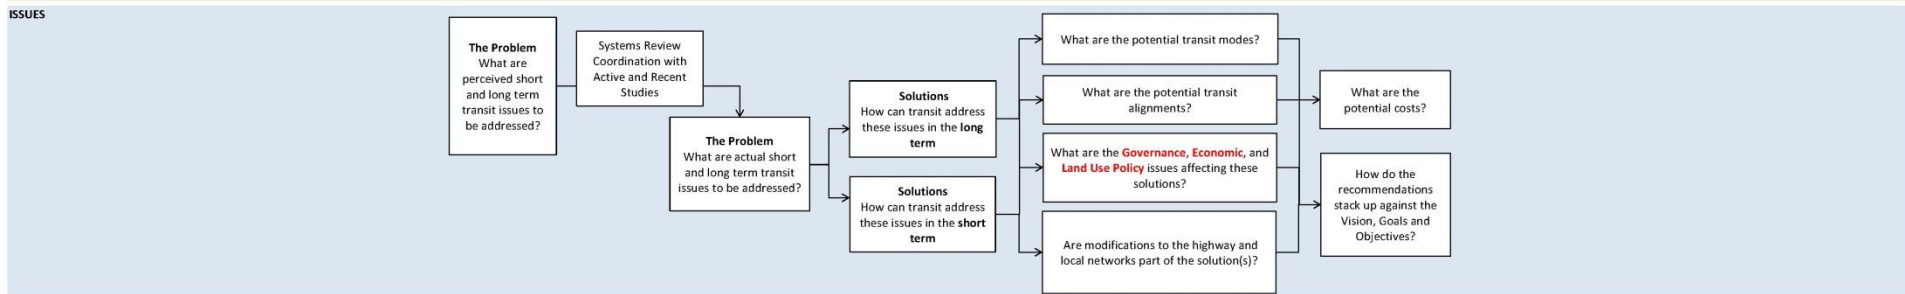 ISSUES
The Problem
What are
perceived short
and long term
transit issues to
be addressed?
Systems Review
Coordination with
Active and Recent
Studies
The Problem
What are actual short
and long term transit
issues to be addressed?
Solutions
How can transit address
these issues in the long
term
Solutions
How can transit address
these issues in the short
term
What are the potential transit modes?
What are the potential transit
alignments?
What are the Governance, Economic, and
Land Use Policy issues affecting these
solutions?
Are modifications to the highway and
local networks part of the solution(s)?
What are the
potential costs?
How do the
recommendations
stack up against the
Vision, Goals and
Objectives?